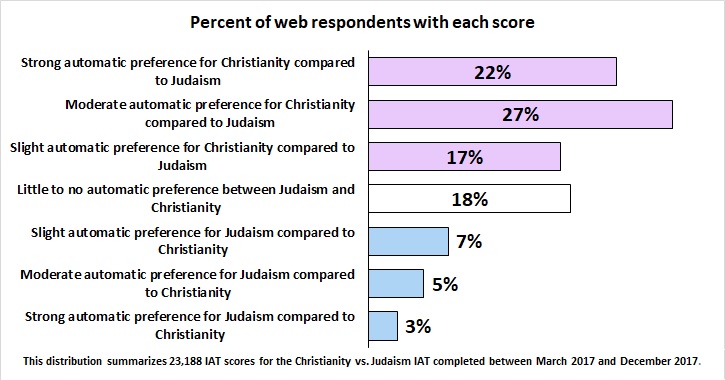 Percent of web respondents with each score
Strong automatic preference for Christianity compared
to Judaism
22%
Moderate automatic preference for Christianity
compared to Judaism
27%
Slight automatic preference for Christianity compared to
Judaism
17%
Little to no automatic preference between Judaism and
Christianity
18%
Slight automatic preference for Judaism compared to
Christianity
7%
Moderate automatic preference for Judaism compared
to Christianity
5%
Strong automatic preference for Judaism compared to
Christianity
3%
This distribution summarizes 23,188 IAT scores for the Christianity vs. Judaism IAT completed between March 2017 and December 2017.